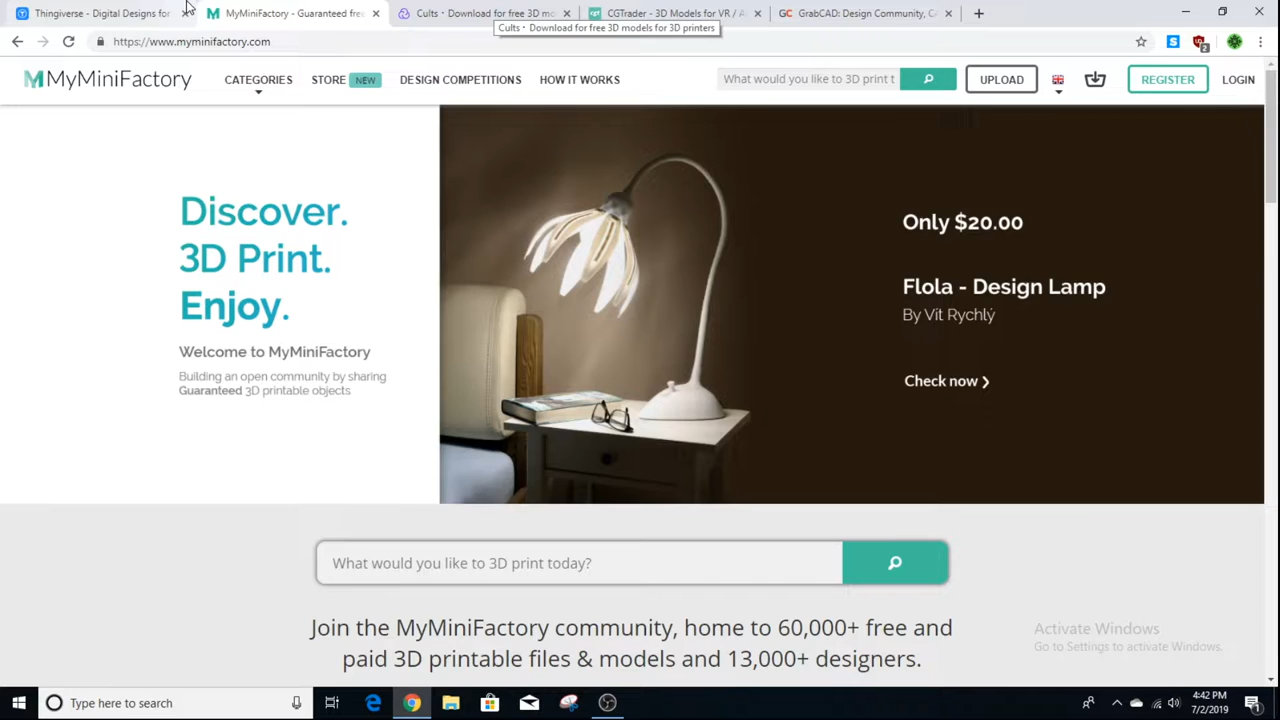 Thingiverse - Digital Designs for
MyMiniFactory - Guaranteed free
Cults・Download for free 3D mo
CGTrader - 3D Models for VR / A
GC GrabCAD: Design Community, C
Cults・Download for free 3D models for 3D printers
https://www.myminifactory.com
2
MyMiniFactory
CATEGORIES
STORE NEW
DESIGN COMPETITIONS
HOW IT WORKS
What would you like to 3D print t
UPLOAD
REGISTER
LOGIN
Discover.
3D Print.
Enjoy.
Welcome to MyMiniFactory
Building an open community by sharing
Guaranteed 3D printable objects
Only $20.00
Flola - Design Lamp
By Vít Rychlý
Check now
What would you like to 3D print today?
Join the MyMiniFactory community, home to 60,000+ free and
paid 3D printable files & models and 13,000+ designers.
Activate Windows
Go to Settings to activate Windows.
Type here to search
4:42 PM
7/2/2019
1